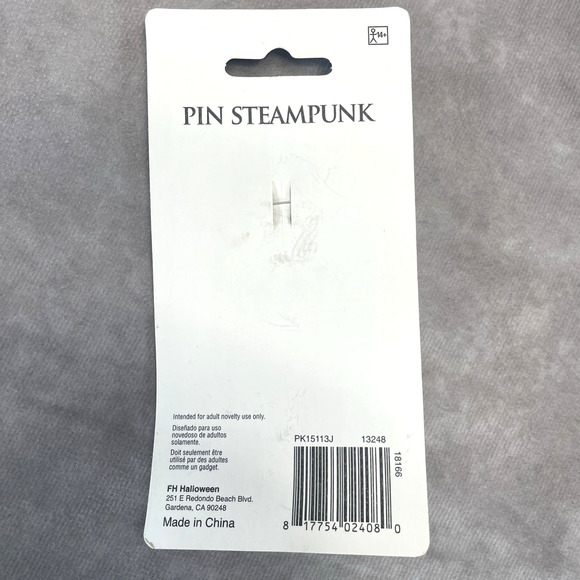 14+
PIN STEAMPUNK
Intended for adult novelty use only.
Diseñado para uso
novedoso de adultos
solamente.
Doit seulement être
utilisé par des adultes
comme un gadget.
FH Halloween
251 E Redondo Beach Blvd.
Gardena, CA 90248
Made in China
PK15113J 13248
18166
8 17754 02408 0